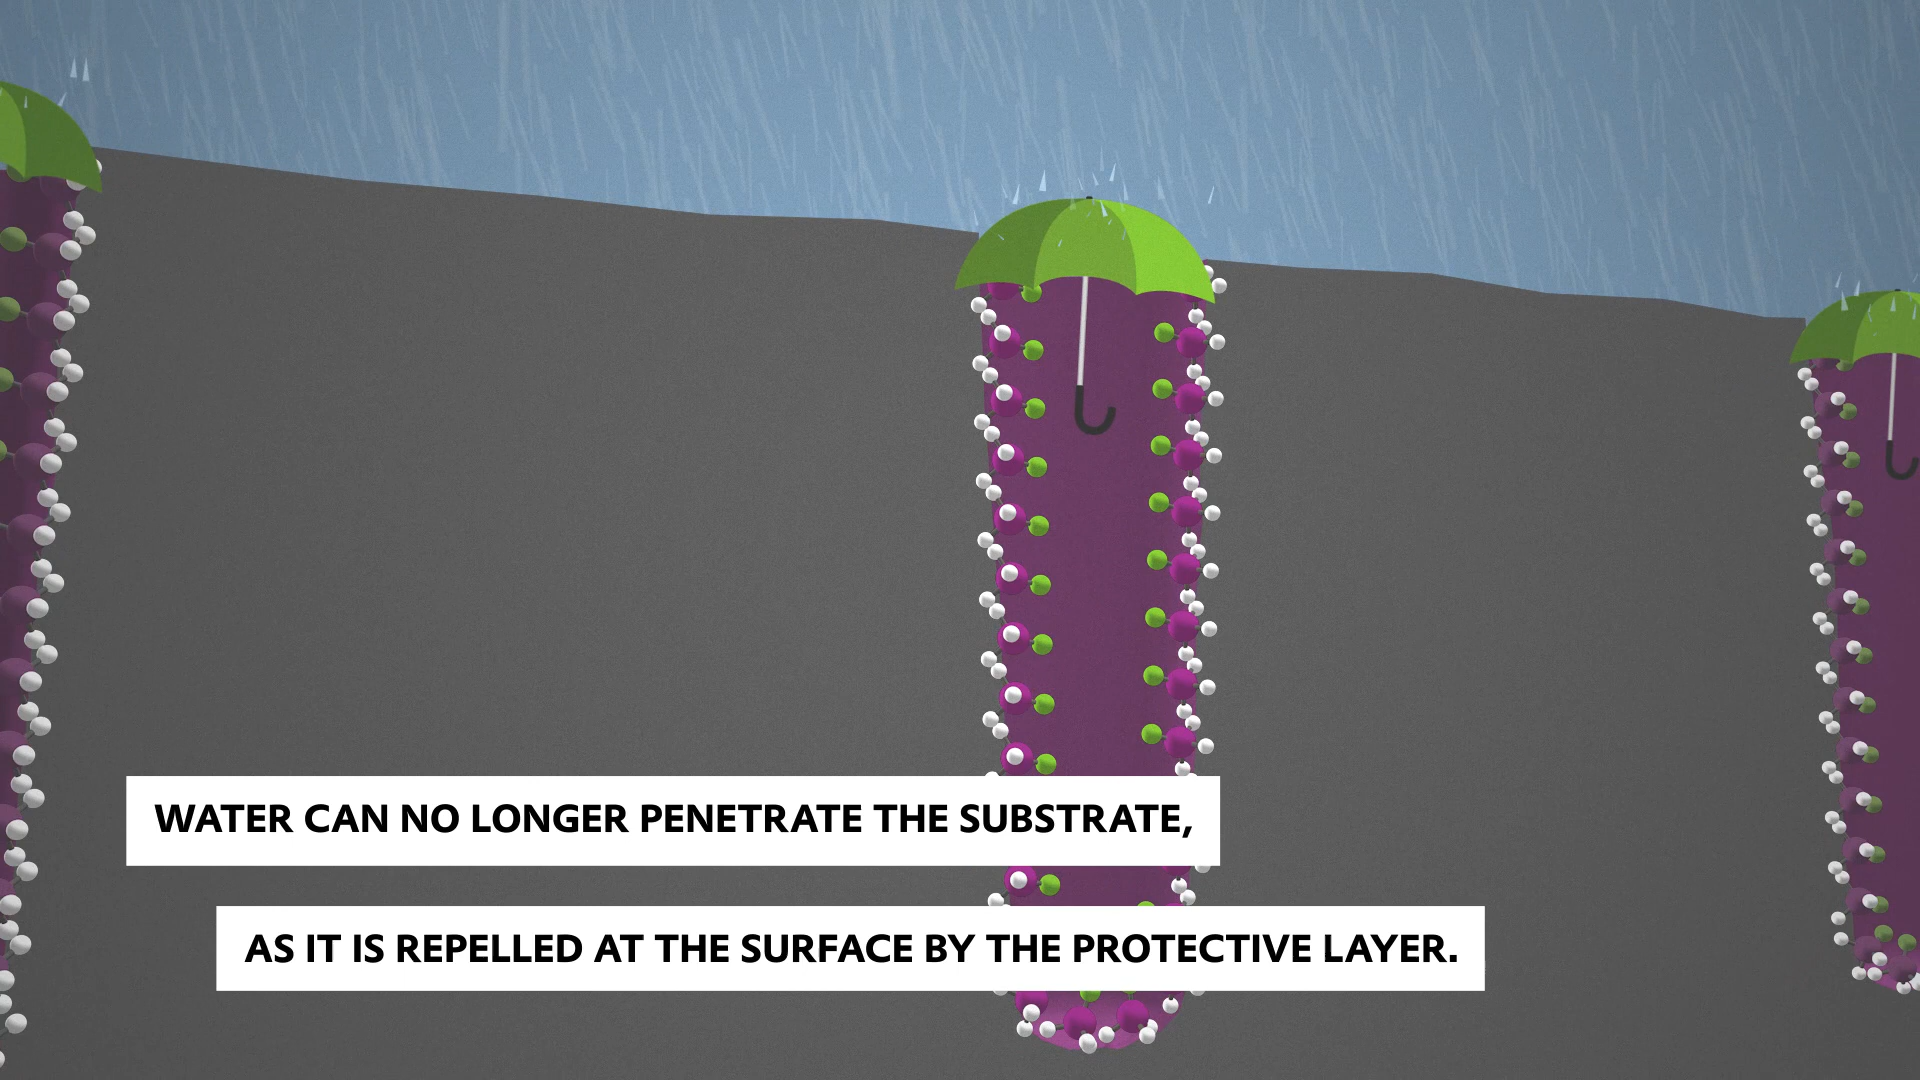 WATER CAN NO LONGER PENETRATE THE SUBSTRATE,
AS IT IS REPELLED AT THE SURFACE BY THE PROTECTIVE LAYER.